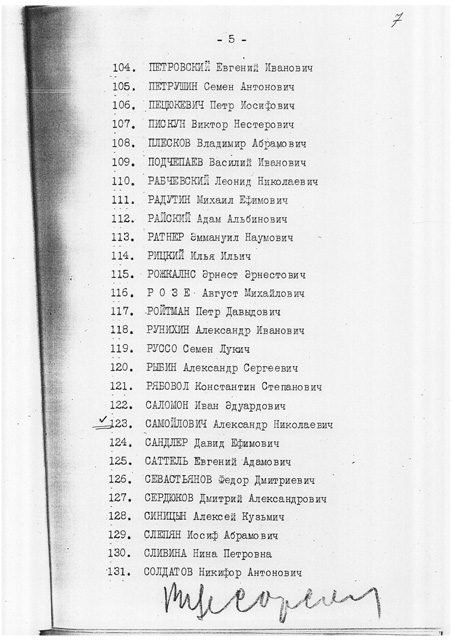 7
- 5 -
104. ПЕТРОВСКИЙ Евгений Иванович
105. ПЕТРУШИН Семен Антонович
106. ПЕЦЮКЕВИЧ Петр Иосифович
107. ПИСКУН Виктор Нестерович
108. ПЛЕСКОВ Владимир Абрамович
109. ПОДЧЕПАЕВ Василий Иванович
110. РАБЧЕВСКИЙ Леонид Николаевич
111. РАДУТИН Михаил Ефимович
112. РАЙСКИЙ Адам Альбинович
113. РАТНЕР Эммануил Наумович
114. РИЦКИЙ Илья Ильич
115. РОЖКАЛНС Эрнест Эрнестович
116. Р О З Е Август Михайлович
117. РОЙТМАН Петр Давыдович
118. РУНИХИН Александр Иванович
119. РУССО Семен Лукич
120. РЫБИН Александр Сергеевич
121. РЯБОВОЛ Константин Степанович
122. САЛОМОН Иван Эдуардович
123. САМОЙЛОВИЧ Александр Николаевич
124. САНДЛЕР Давид Ефимович
125. САТТЕЛЬ Евгений Адамович
126. СЕВАСТЬЯНОВ Федор Дмитриевич
127. СЕРДЮКОВ Дмитрий Александрович
128. СИНИЦЫН Алексей Кузьмич
129. СЛЕПЯН Иосиф Абрамович
130. СЛИВИНА Нина Петровна
131. СОЛДАТОВ Никифор Антонович